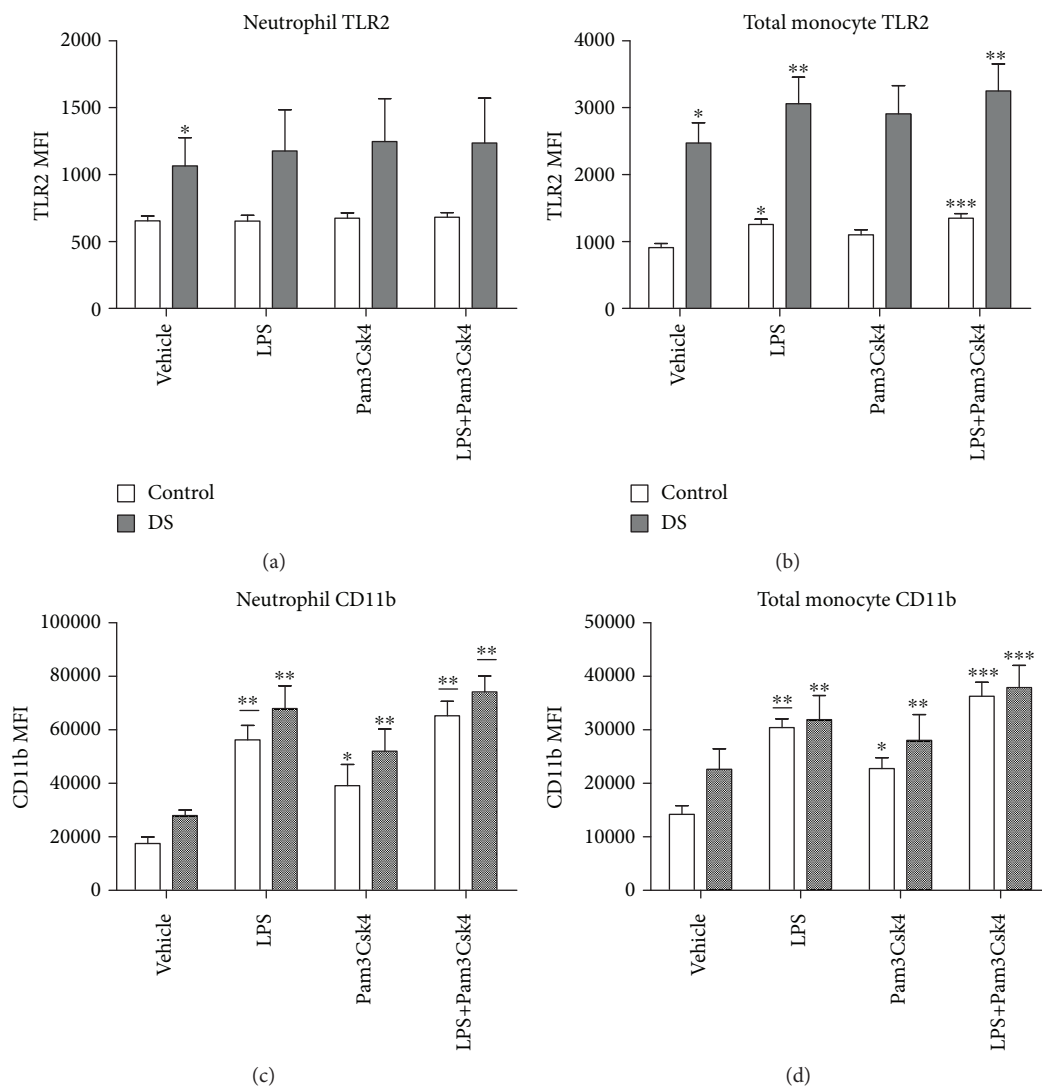 Neutrophil TLR2
2000
1500
1000
500
0
TLR2 MFI
*
Vehicle
LPS
Pam3Csk4
LPS+Pam3Csk4
Control
DS
(a)
Total monocyte TLR2
4000
3000
2000
1000
0
TLR2 MFI
*
*
**
***
**
Vehicle
LPS
Pam3Csk4
LPS+Pam3Csk4
Control
DS
(b)
Neutrophil CD11b
100000
80000
60000
40000
20000
0
CD11b MFI
**
**
*
**
**
**
Vehicle
LPS
Pam3Csk4
LPS+Pam3Csk4
(c)
Total monocyte CD11b
50000
40000
30000
20000
10000
0
CD11b MFI
**
**
*
**
***
***
Vehicle
LPS
Pam3Csk4
LPS+Pam3Csk4
(d)